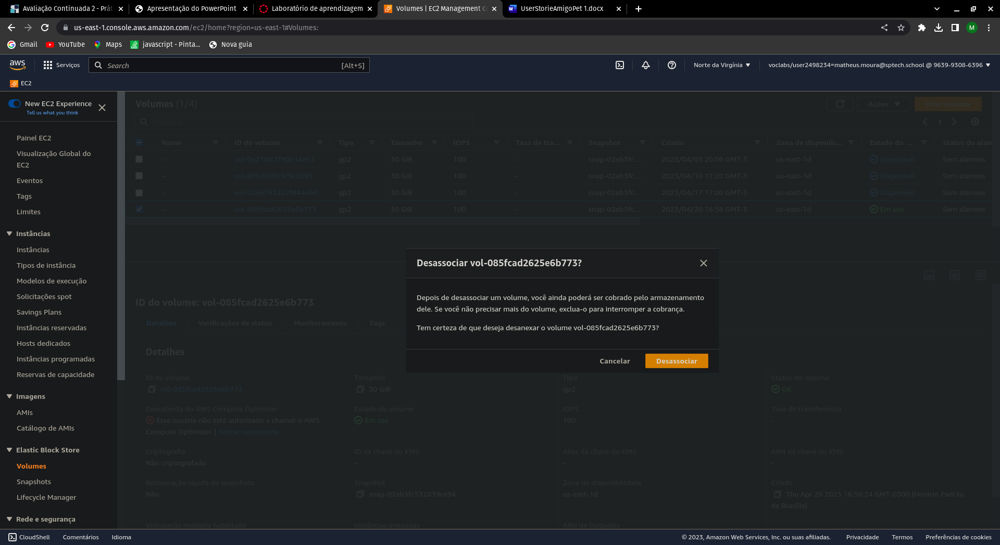 Avaliação Continuada 2 - Prát
Apresentação do PowerPoint
Laboratório de aprendizagem
Volumes | EC2 Management C
UserStorieAmigoPet 1.docx
us-east-1.console.aws.amazon.com/ec2/home?region=us-east-1#Volumes:
M
Gmail
YouTube
Maps
javascript - Pinta...
Nova guia
aws
Serviços
Search
[Alt+S]
Norte da Virgínia
voclabs/user2498234=matheus.moura@sptech.school @ 9639-9308-6396
EC2
New EC2 Experience
Tell us what you think
Painel EC2
Visualização Global do
EC2
Eventos
Tags
Limites
Instâncias
Instâncias
Tipos de instância
Modelos de execução
Solicitações spot
Savings Plans
Instâncias reservadas
Hosts dedicados
Instâncias programadas
Reservas de capacidade
Imagens
AMIs
Catálogo de AMIs
Elastic Block Store
Volumes
Snapshots
Lifecycle Manager
Rede e segurança
Volumes (1/4)
Ações
Criar volume
Pesquisar
1
Name ID do volume Tipo Tamanho IOPS Taxa de tra... Snapshot Criado Zona de disponib... Estado do ... Status do alar
– vol-0e210fc3f90b1ae51 gp2 30 GiB 100 - snap-02eb3fc... 2023/04/03 20:06 GMT-3 us-east-1d Disponível Sem alarmes
– vol-0f5a83ff83c5c2893 gp2 30 GiB 100 - snap-02eb3fc... 2023/04/10 17:20 GMT-3 us-east-1d Disponível Sem alarmes
– vol-026e7932b2fd44eb0 gp2 30 GiB 100 - snap-02eb3fc... 2023/04/17 17:00 GMT-3 us-east-1d Disponível Sem alarmes
– vol-085fcad2625e6b773 gp2 30 GiB 100 - snap-02eb3fc... 2023/04/20 16:58 GMT-3 us-east-1d Em uso Sem alarmes
Desassociar vol-085fcad2625e6b773?
Depois de desassociar um volume, você ainda poderá ser cobrado pelo armazenamento
dele. Se você não precisar mais do volume, exclua-o para interromper a cobrança.
Tem certeza de que deseja desanexar o volume vol-085fcad2625e6b773?
Cancelar
Desassociar
ID do volume: vol-085fcad2625e6b773
Detalhes
Verificações de status
Monitoramento
Tags
Detalhes
ID do volume
vol-085fcad2625e6b773
Tamanho
30 GiB
Tipo
gp2
Status do volume
OK
Descoberta do AWS Compute Optimizer
Esse usuário não está autorizado a chamar o AWS
Compute Optimizer. | Tentar novamente
Estado do volume
Em uso
IOPS
100
Taxa de transferência
–
Criptografia
Não criptografado
ID da chave do KMS
–
Alias da chave do KMS
–
ARN da chave do KMS
–
Restauração rápida de snapshots
Não
Snapshot
snap-02eb3fc532839ce94
Zona de disponibilidade
us-east-1d
Criado
Thu Apr 20 2023 16:58:24 GMT-0300 (Horário Padrão
de Brasília)
Vinculação múltipla habilitada
Instâncias anexadas
ARN de Outposts
CloudShell
Comentários
Idioma
© 2023, Amazon Web Services, Inc. ou suas afiliadas.
Privacidade
Termos
Preferências de cookies